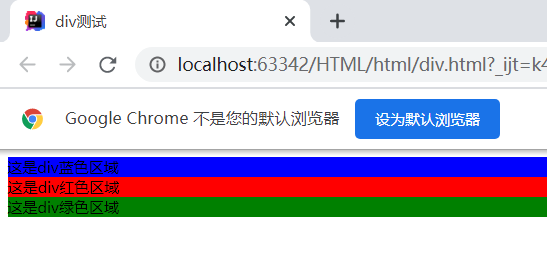 div测试
localhost:63342/HTML/html/div.html?_ijt=k4
Google Chrome 不是您的默认浏览器 设为默认浏览器
这是div蓝色区域
这是div红色区域
这是div绿色区域